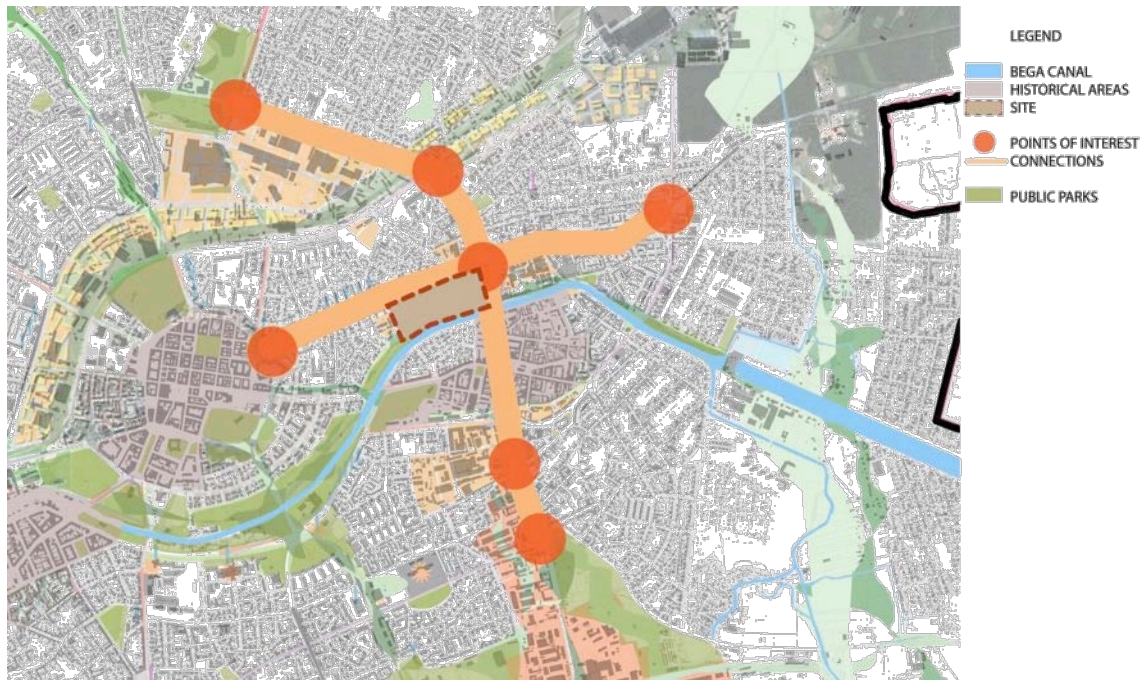 LEGEND
BEGA CANAL
HISTORICAL AREAS
SITE
POINTS OF INTEREST
CONNECTIONS
PUBLIC PARKS